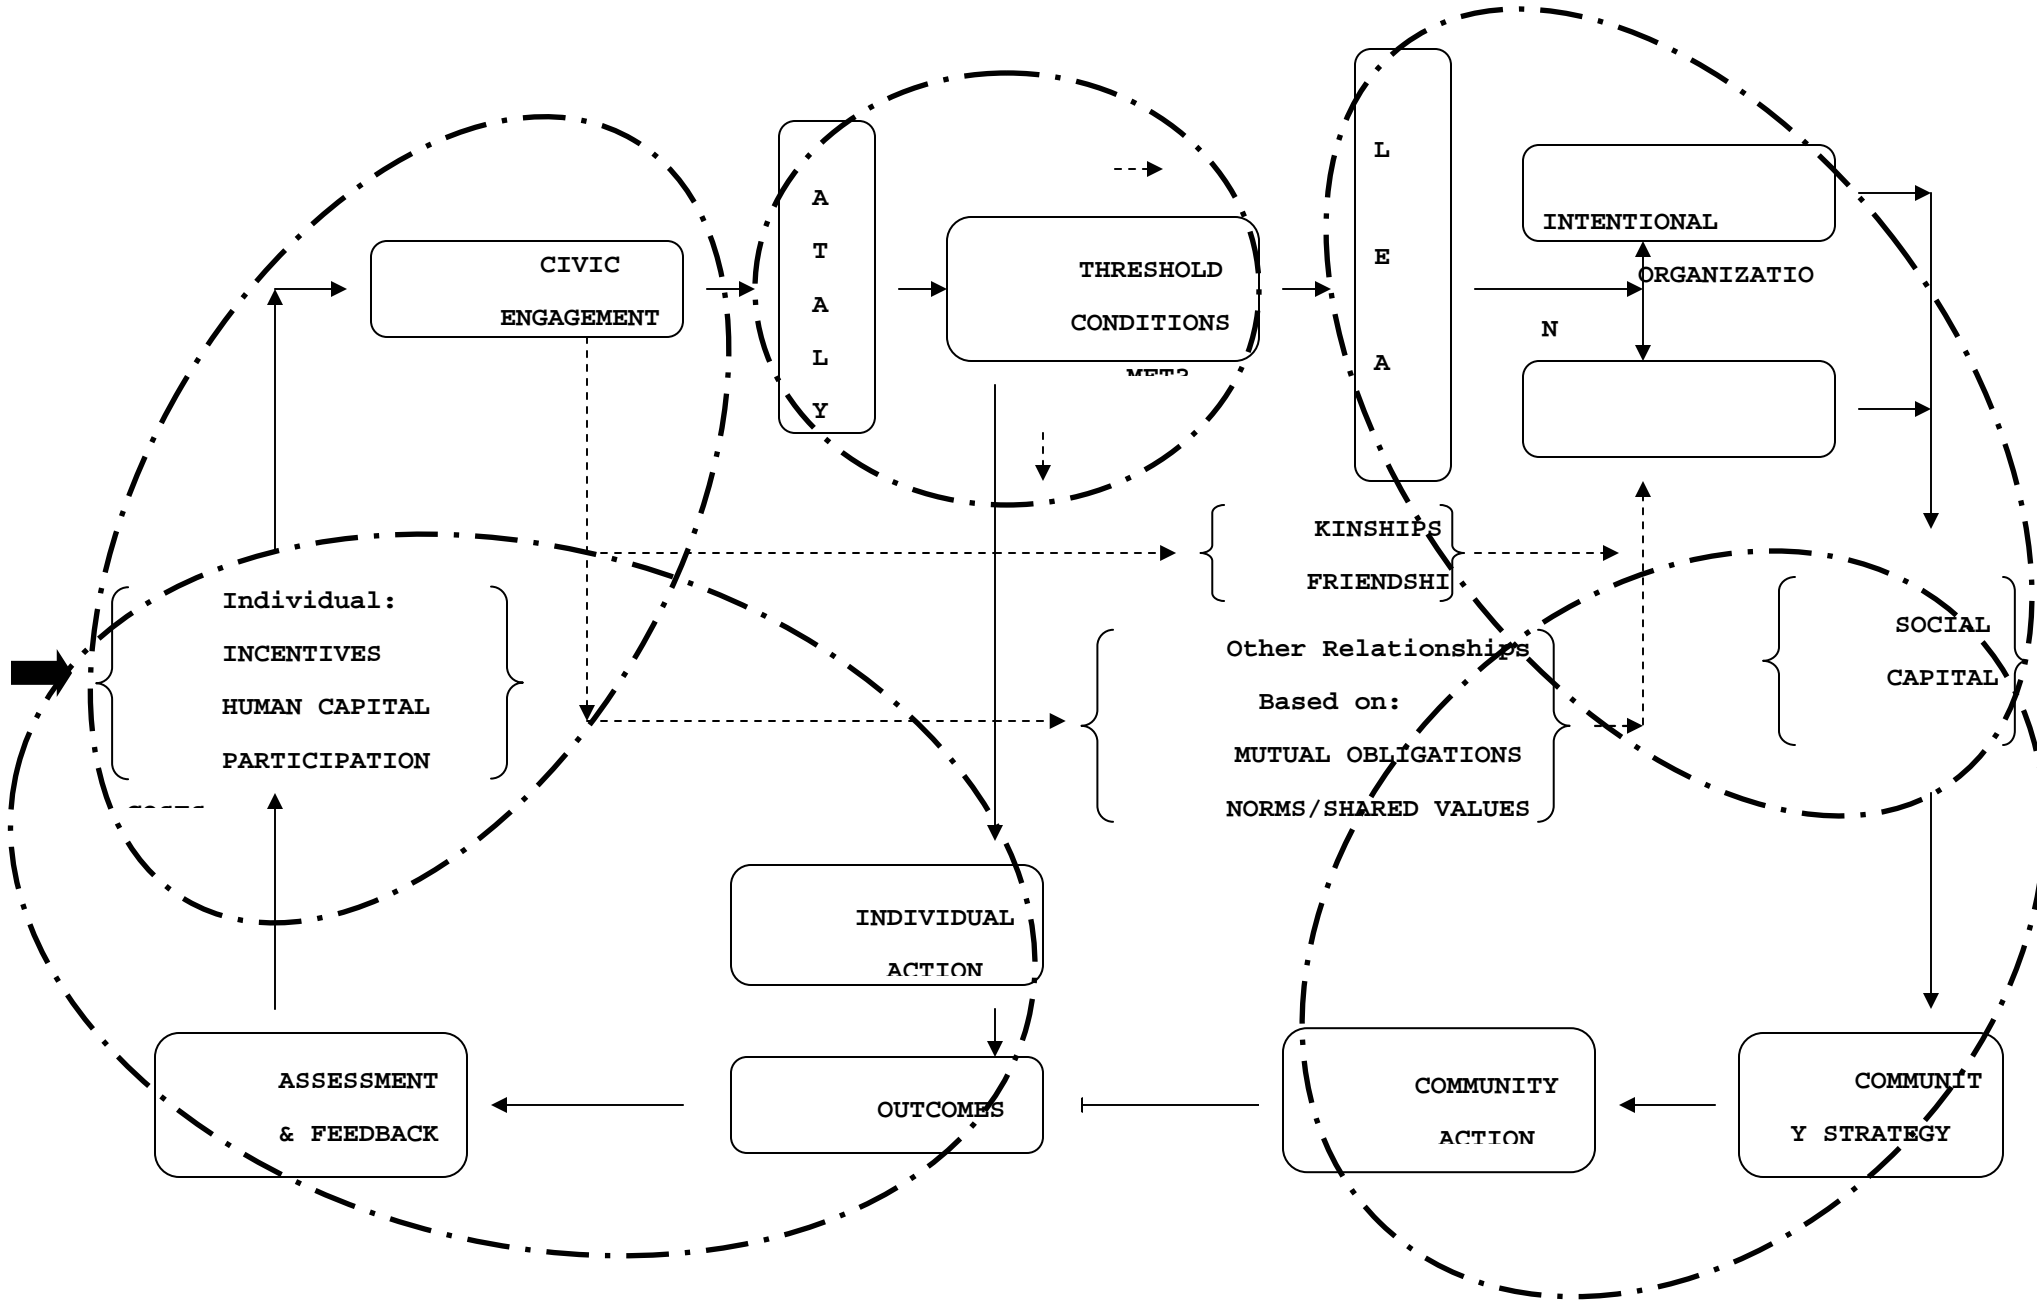 CIVIC
ENGAGEMENT
A
T
A
L
Y
THRESHOLD
CONDITIONS
MET?
L
E
A
INTENTIONAL
ORGANIZATIO
N
KINSHIPS
FRIENDSHI
Individual:
INCENTIVES
HUMAN CAPITAL
PARTICIPATION
Other Relationships
Based on:
MUTUAL OBLIGATIONS
NORMS/SHARED VALUES
SOCIAL
CAPITAL
INDIVIDUAL
ACTION
ASSESSMENT
& FEEDBACK
OUTCOMES
COMMUNITY
ACTION
COMMUNIT
Y STRATEGY